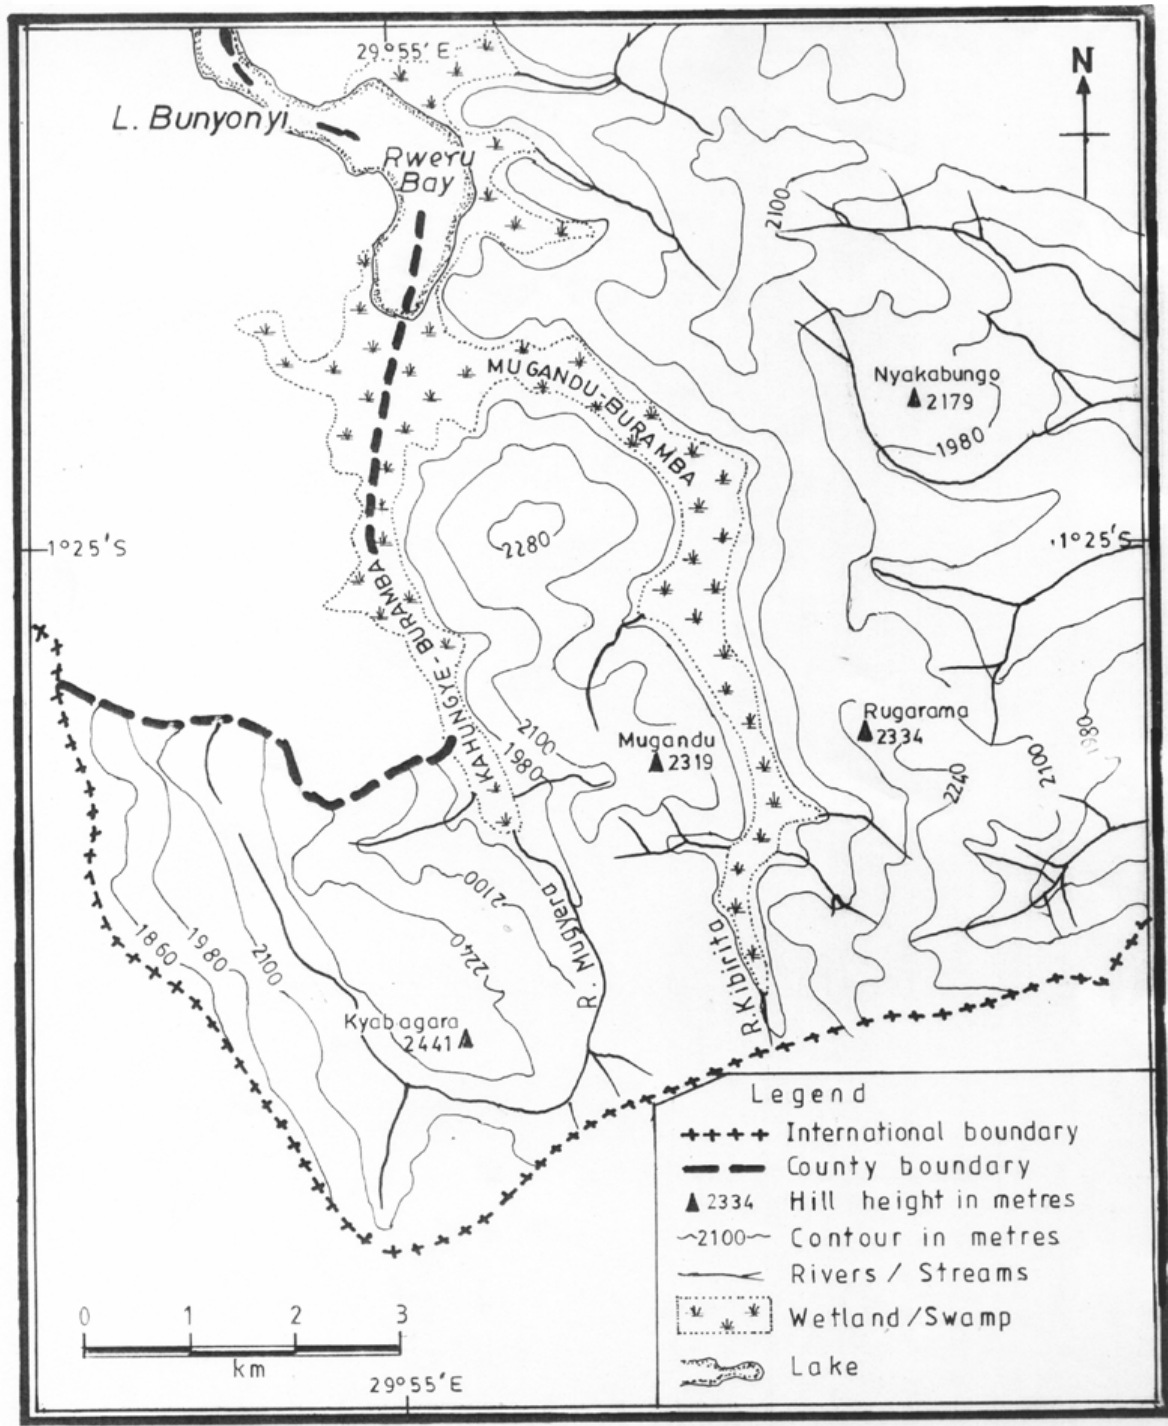 29°55'E
N
L. Bunyonyi
Rweru
Bay
2100
MUGANDU-BURAMBA
Nyakabungo
2179
1980
1°25'S
2280
1°25'S
KAHUNGYE-BURAMBA
2100
1980
Mugandu
2319
Rugarama
2334
2240
2100
1980
1860
1980
2100
2100
2240
R. Mugyera
R. Kibirita
Kyabagara
2441
Legend
International boundary
County boundary
2334 Hill height in metres
2100 Contour in metres
Rivers / Streams
Wetland/Swamp
Lake
0 1 2 3
km
29°55'E